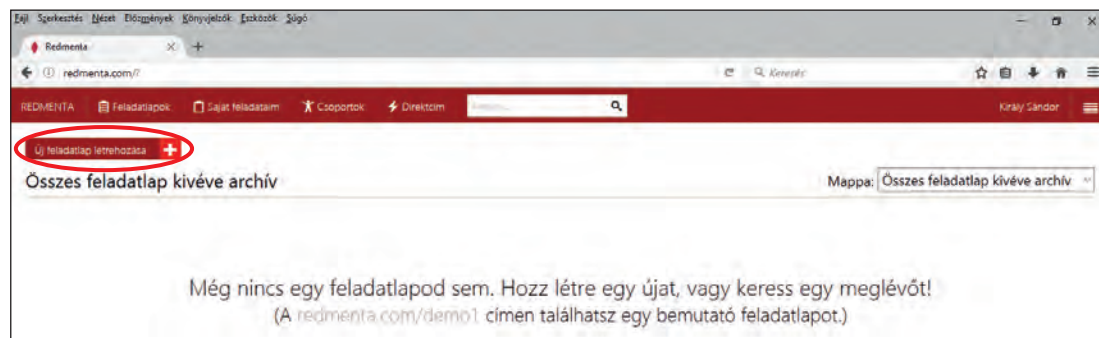 Fájl Szerkesztés Nézet Előzmények Könyvjelzők Eszközök Súgó
Redmenta
redmenta.com/?
Keresés
REDMENTA Feladatlapok Saját feladataim Csoportok Direktcím Király Sándor
Új feladatlap létrehozása
Összes feladatlap kivéve archív
Mappa: Összes feladatlap kivéve archív
Még nincs egy feladatlapod sem. Hozz létre egy újat, vagy keress egy meglévőt!
(A redmenta.com/demo1 címen találhatsz egy bemutató feladatlapot.)